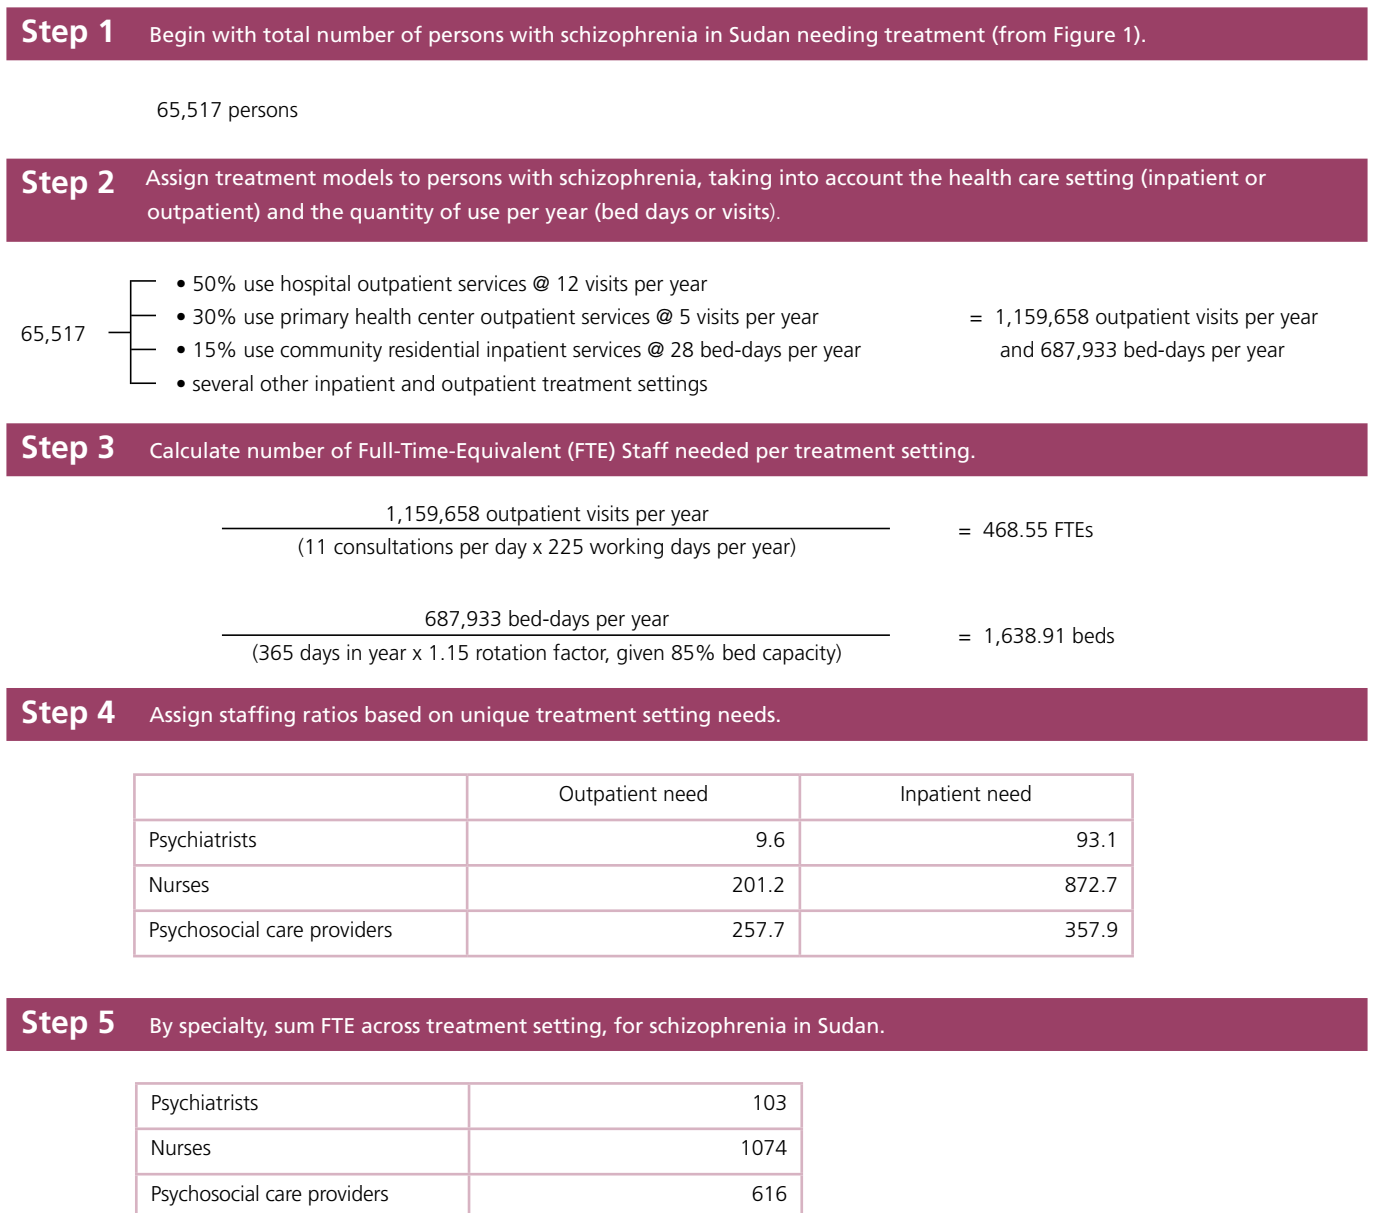 Step 1 Begin with total number of persons with schizophrenia in Sudan needing treatment (from Figure 1).
65,517 persons
Step 2 Assign treatment models to persons with schizophrenia, taking into account the health care setting (inpatient or
outpatient) and the quantity of use per year (bed days or visits).
• 50% use hospital outpatient services @ 12 visits per year
65,517 • 30% use primary health center outpatient services @ 5 visits per year = 1,159,658 outpatient visits per year
• 15% use community residential inpatient services @ 28 bed-days per year and 687,933 bed-days per year
• several other inpatient and outpatient treatment settings
Step 3 Calculate number of Full-Time-Equivalent (FTE) Staff needed per treatment setting.
1,159,658 outpatient visits per year
(11 consultations per day x 225 working days per year) = 468.55 FTEs
687,933 bed-days per year
(365 days in year x 1.15 rotation factor, given 85% bed capacity) = 1,638.91 beds
Step 4 Assign staffing ratios based on unique treatment setting needs.
Outpatient need Inpatient need
Psychiatrists 9.6 93.1
Nurses 201.2 872.7
Psychosocial care providers 257.7 357.9
Step 5 By specialty, sum FTE across treatment setting, for schizophrenia in Sudan.
Psychiatrists 103
Nurses 1074
Psychosocial care providers 616